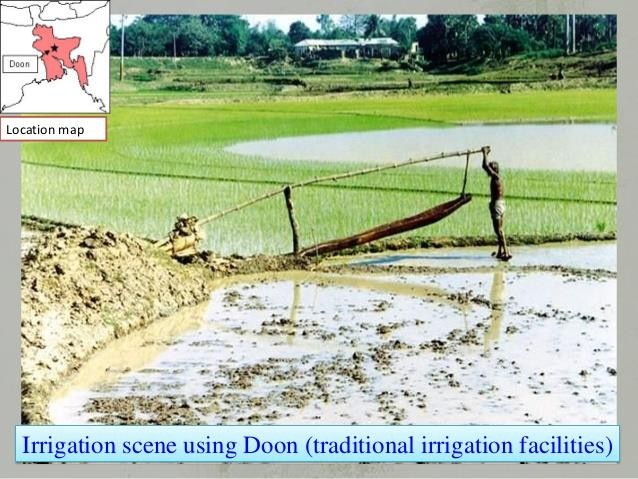 Doon
Location map
Irrigation scene using Doon (traditional irrigation facilities)